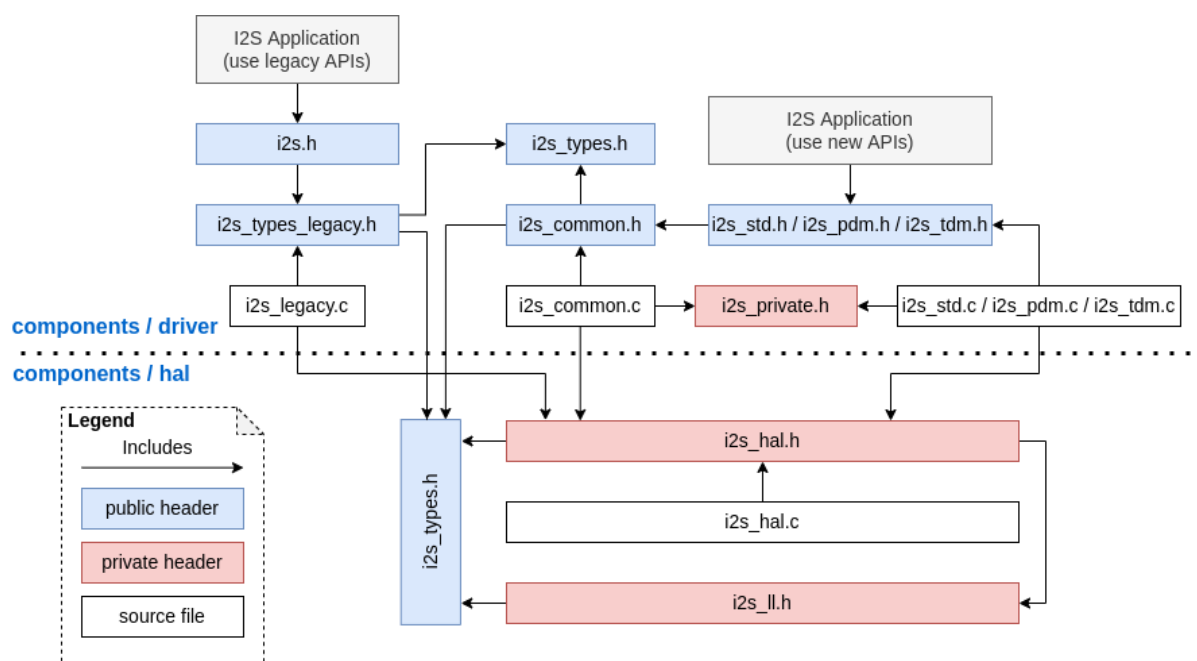 I2S Application
(use legacy APIs)
I2S Application
(use new APIs)
i2s.h
i2s_types.h
i2s_types_legacy.h
i2s_common.h
i2s_std.h / i2s_pdm.h / i2s_tdm.h
i2s_legacy.c
i2s_common.c
i2s_private.h
i2s_std.c / i2s_pdm.c / i2s_tdm.c
components / driver
components / hal
Legend
Includes
public header
private header
source file
i2s_types.h
i2s_hal.h
i2s_hal.c
i2s_ll.h